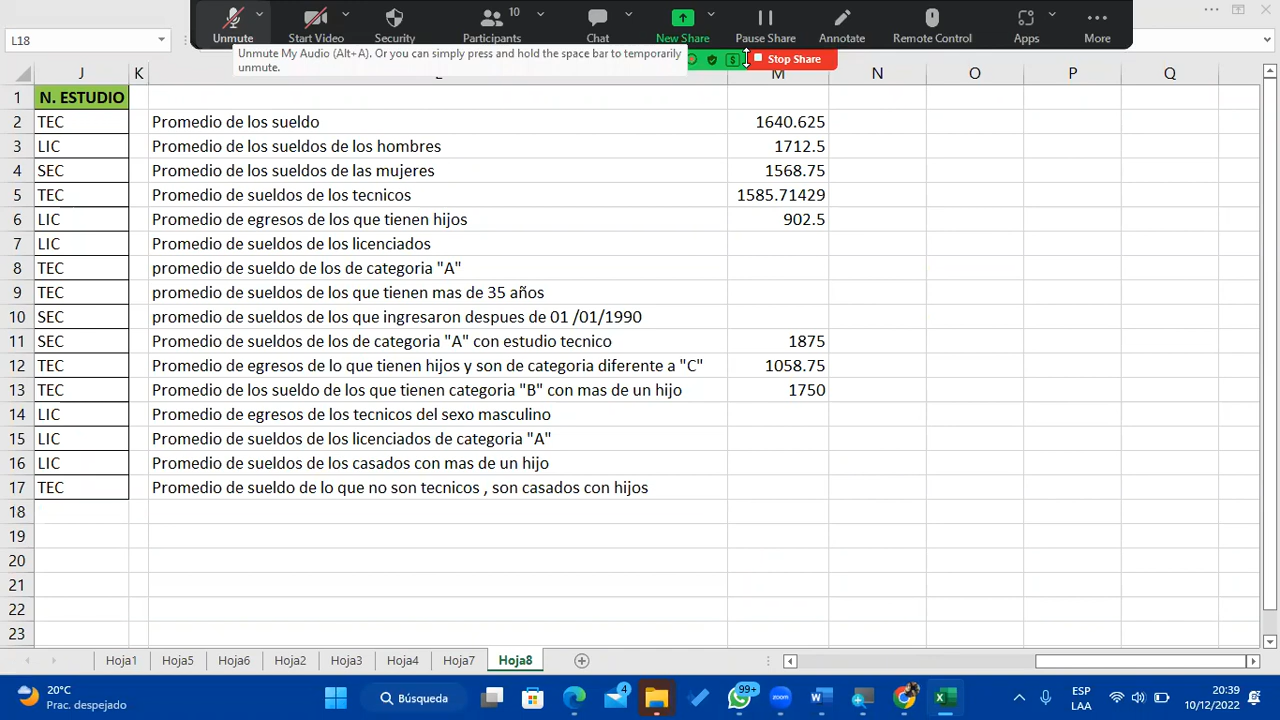 10
Unmute
Start Video
Security
Participants
Chat
New Share
Pause Share
Annotate
Remote Control
Apps
More
L18
Unmute My Audio (Alt+A). Or you can simply press and hold the space bar to temporarily
unmute.
Stop Share
J K M N O P Q
1 N. ESTUDIO
2 TEC Promedio de los sueldo 1640.625
3 LIC Promedio de los sueldos de los hombres 1712.5
4 SEC Promedio de los sueldos de las mujeres 1568.75
5 TEC Promedio de sueldos de los tecnicos 1585.71429
6 LIC Promedio de egresos de los que tienen hijos 902.5
7 LIC Promedio de sueldos de los licenciados
8 TEC promedio de sueldo de los de categoria "A"
9 TEC promedio de sueldos de los que tienen mas de 35 años
10 SEC promedio de sueldos de los que ingresaron despues de 01 /01/1990
11 SEC Promedio de sueldos de los de categoria "A" con estudio tecnico 1875
12 TEC Promedio de egresos de lo que tienen hijos y son de categoria diferente a "C" 1058.75
13 TEC Promedio de los sueldo de los que tienen categoria "B" con mas de un hijo 1750
14 LIC Promedio de egresos de los tecnicos del sexo masculino
15 LIC Promedio de sueldos de los licenciados de categoria "A"
16 LIC Promedio de sueldos de los casados con mas de un hijo
17 TEC Promedio de sueldo de lo que no son tecnicos , son casados con hijos
18
19
20
21
22
23
Hoja1 Hoja5 Hoja6 Hoja2 Hoja3 Hoja4 Hoja7 Hoja8
20°C
Prac. despejado
Búsqueda
4
99+
ESP
LAA
20:39
10/12/2022